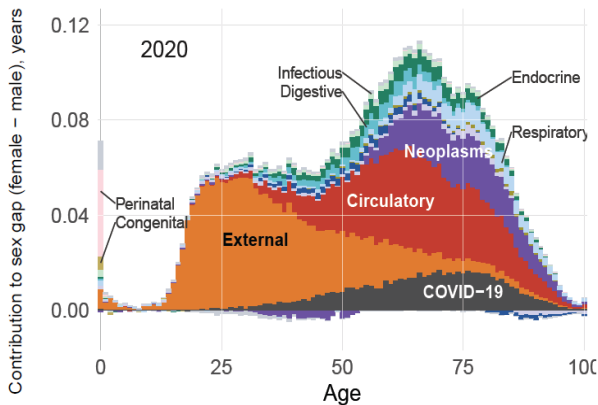 Contribution to sex gap (female − male), years
0.12
0.08
0.04
0.00
2020
Infectious
Digestive
Endocrine
Respiratory
Neoplasms
Circulatory
External
COVID−19
Perinatal
Congenital
0
25
50
75
100
Age